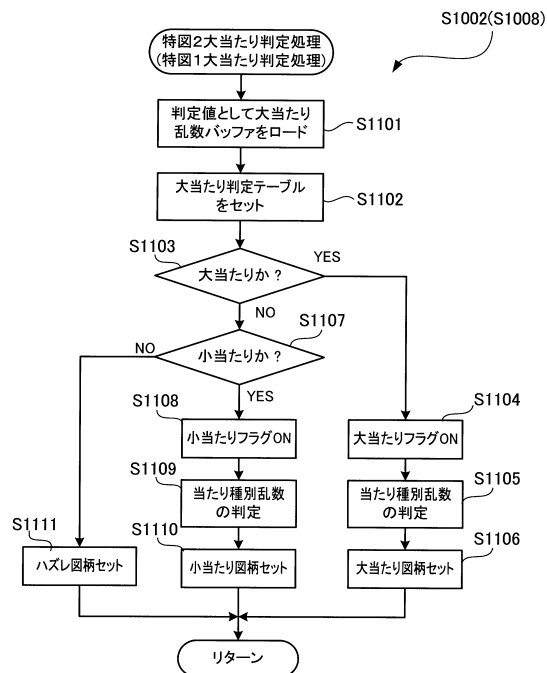 S1002(S1008)
特図２大当たり判定処理
(特図１大当たり判定処理)
判定値として大当たり
乱数バッファをロード
S1101
大当たり判定テーブル
をセット
S1102
S1103
大当たりか？
YES
NO
S1107
小当たりか？
NO
YES
S1108
小当たりフラグON
S1104
大当たりフラグON
S1109
当たり種別乱数
の判定
S1105
当たり種別乱数
の判定
S1111
ハズレ図柄セット
S1110
小当たり図柄セット
S1106
大当たり図柄セット
リターン